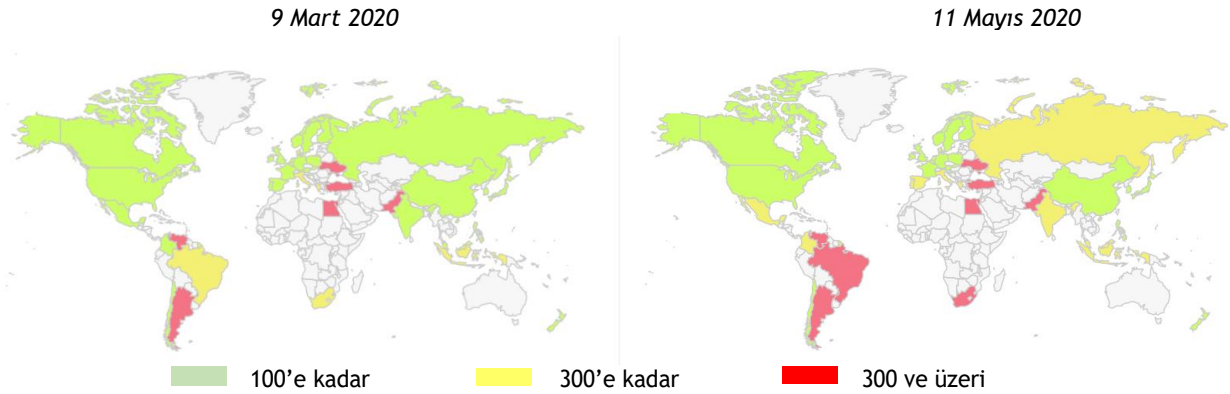 9 Mart 2020
11 Mayıs 2020
100’e kadar
300’e kadar
300 ve üzeri